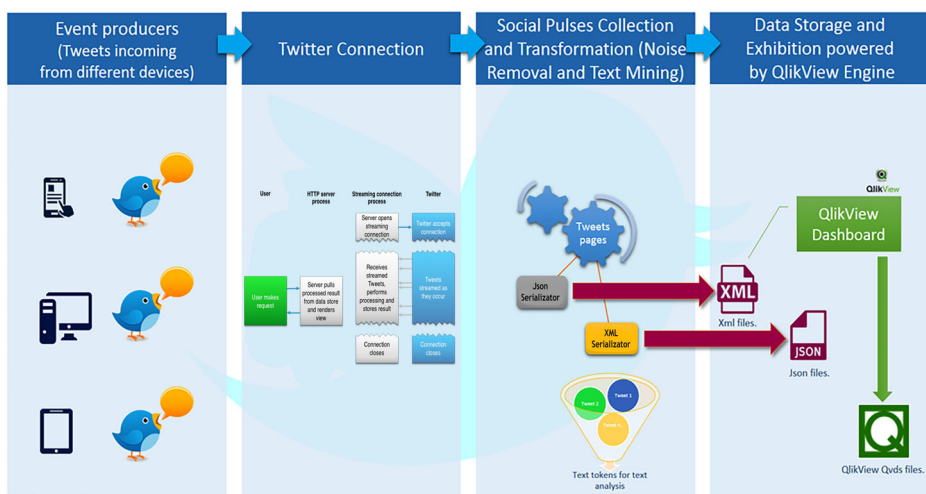 Event producers
(Tweets incoming
from different devices)
Twitter Connection
Social Pulses Collection
and Transformation (Noise
Removal and Text Mining)
Data Storage and
Exhibition powered
by QlikView Engine
User
HTTP server
process
Streaming connection
process
Twitter
Server opens
streaming
connection
Twitter accepts
connection
User makes
request
Server pulls
processed result
from data store
and renders
view
Receives
streamed
Tweets,
performs
processing and
stores result
Tweets
streamed as
they occur
Connection
closes
Connection
closes
Tweets
pages
Json
Serializator
XML
Serializator
Tweet 2
Tweet 1
Tweet n...
Text tokens for text
analysis
QlikView
QlikView
Dashboard
XML
Xml files.
JSON
Json files.
Q
QlikView Qvds files.